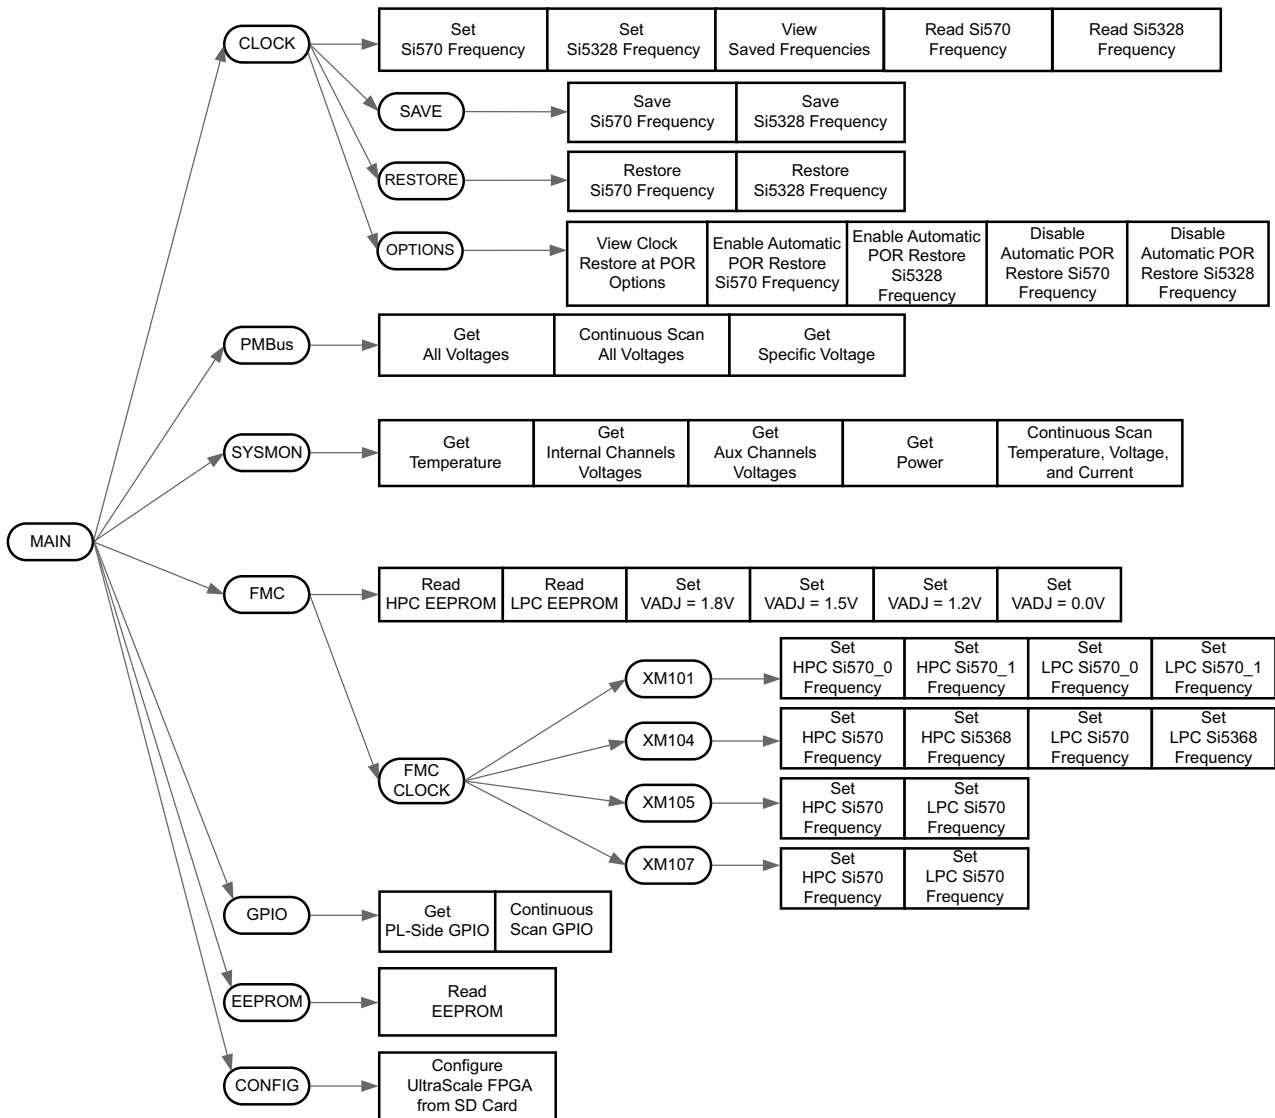 CLOCK
Set
Si570 Frequency
Set
Si5328 Frequency
View
Saved Frequencies
Read Si570
Frequency
Read Si5328
Frequency
SAVE
Save
Si570 Frequency
Save
Si5328 Frequency
RESTORE
Restore
Si570 Frequency
Restore
Si5328 Frequency
OPTIONS
View Clock
Restore at POR
Options
Enable Automatic
POR Restore
Si570 Frequency
Enable Automatic
POR Restore
Si5328
Frequency
Disable
Automatic POR
Restore Si570
Frequency
Disable
Automatic POR
Restore Si5328
Frequency
PMBus
Get
All Voltages
Continuous Scan
All Voltages
Get
Specific Voltage
SYSMON
Get
Temperature
Get
Internal Channels
Voltages
Get
Aux Channels
Voltages
Get
Power
Continuous Scan
Temperature, Voltage,
and Current
MAIN
FMC
Read
HPC EEPROM
Read
LPC EEPROM
Set
VADJ = 1.8V
Set
VADJ = 1.5V
Set
VADJ = 1.2V
Set
VADJ = 0.0V
XM101
Set
HPC Si570_0
Frequency
Set
HPC Si570_1
Frequency
Set
LPC Si570_0
Frequency
Set
LPC Si570_1
Frequency
XM104
Set
HPC Si570
Frequency
Set
HPC Si5368
Frequency
Set
LPC Si570
Frequency
Set
LPC Si5368
Frequency
FMC
CLOCK
XM105
Set
HPC Si570
Frequency
Set
LPC Si570
Frequency
XM107
Set
HPC Si570
Frequency
Set
LPC Si570
Frequency
GPIO
Get
PL-Side GPIO
Continuous
Scan GPIO
EEPROM
Read
EEPROM
CONFIG
Configure
UltraScale FPGA
from SD Card